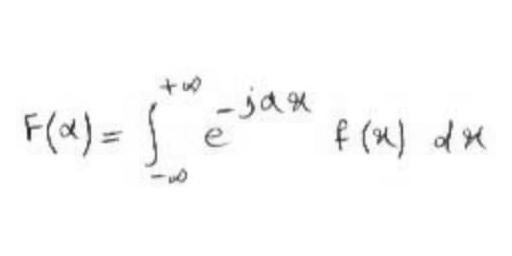 F(α) = ∫_{-∞}^{+∞} e^{-jαx} f(x) dx